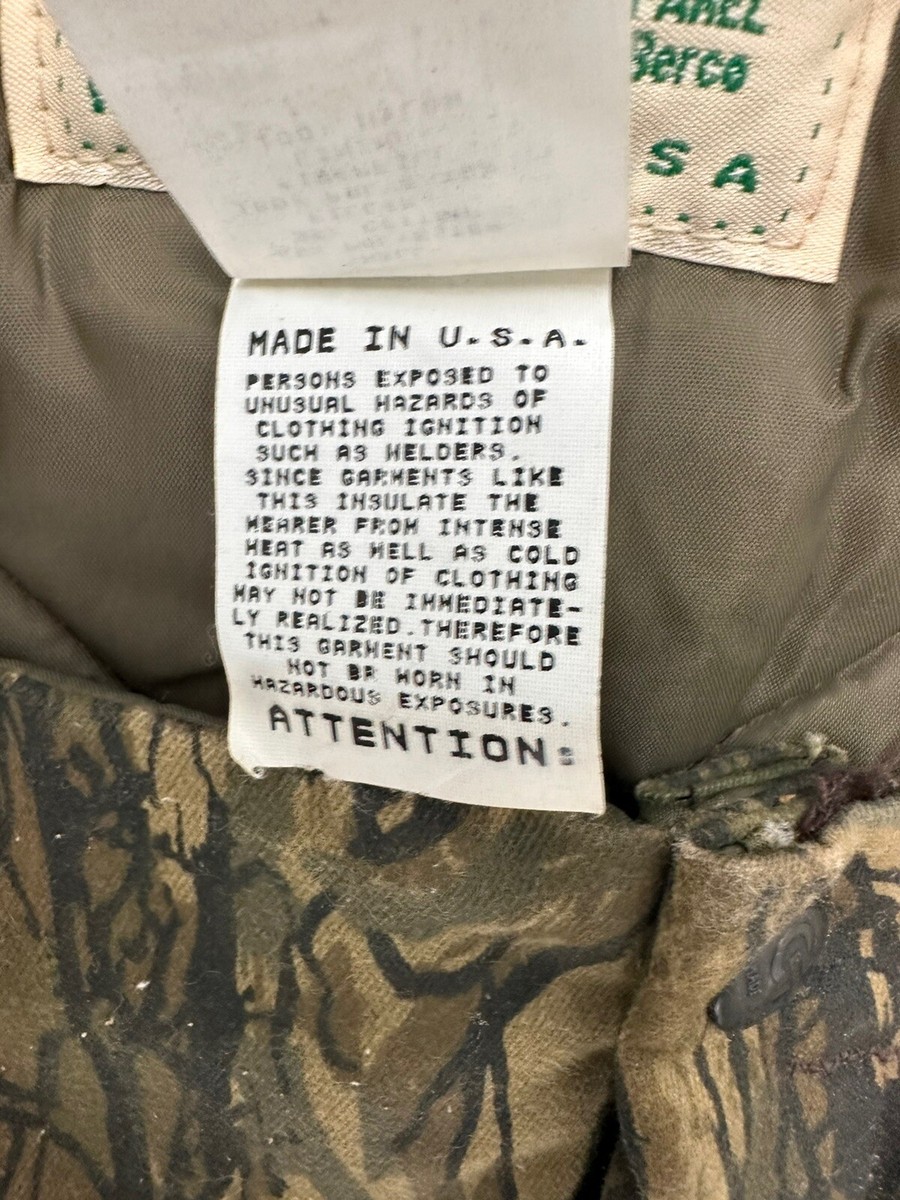 Berco
S A
MADE IN U.S.A.
PERSONS EXPOSED TO
UNUSUAL HAZARDS OF
CLOTHING IGNITION
SUCH AS WELDERS.
SINCE GARMENTS LIKE
THIS INSULATE THE
WEARER FROM INTENSE
HEAT AS WELL AS COLD
IGNITION OF CLOTHING
MAY NOT BE IMMEDIATE-
LY REALIZED.THEREFORE
THIS GARMENT SHOULD
NOT BE WORN IN
HAZARDOUS EXPOSURES.
ATTENTION: